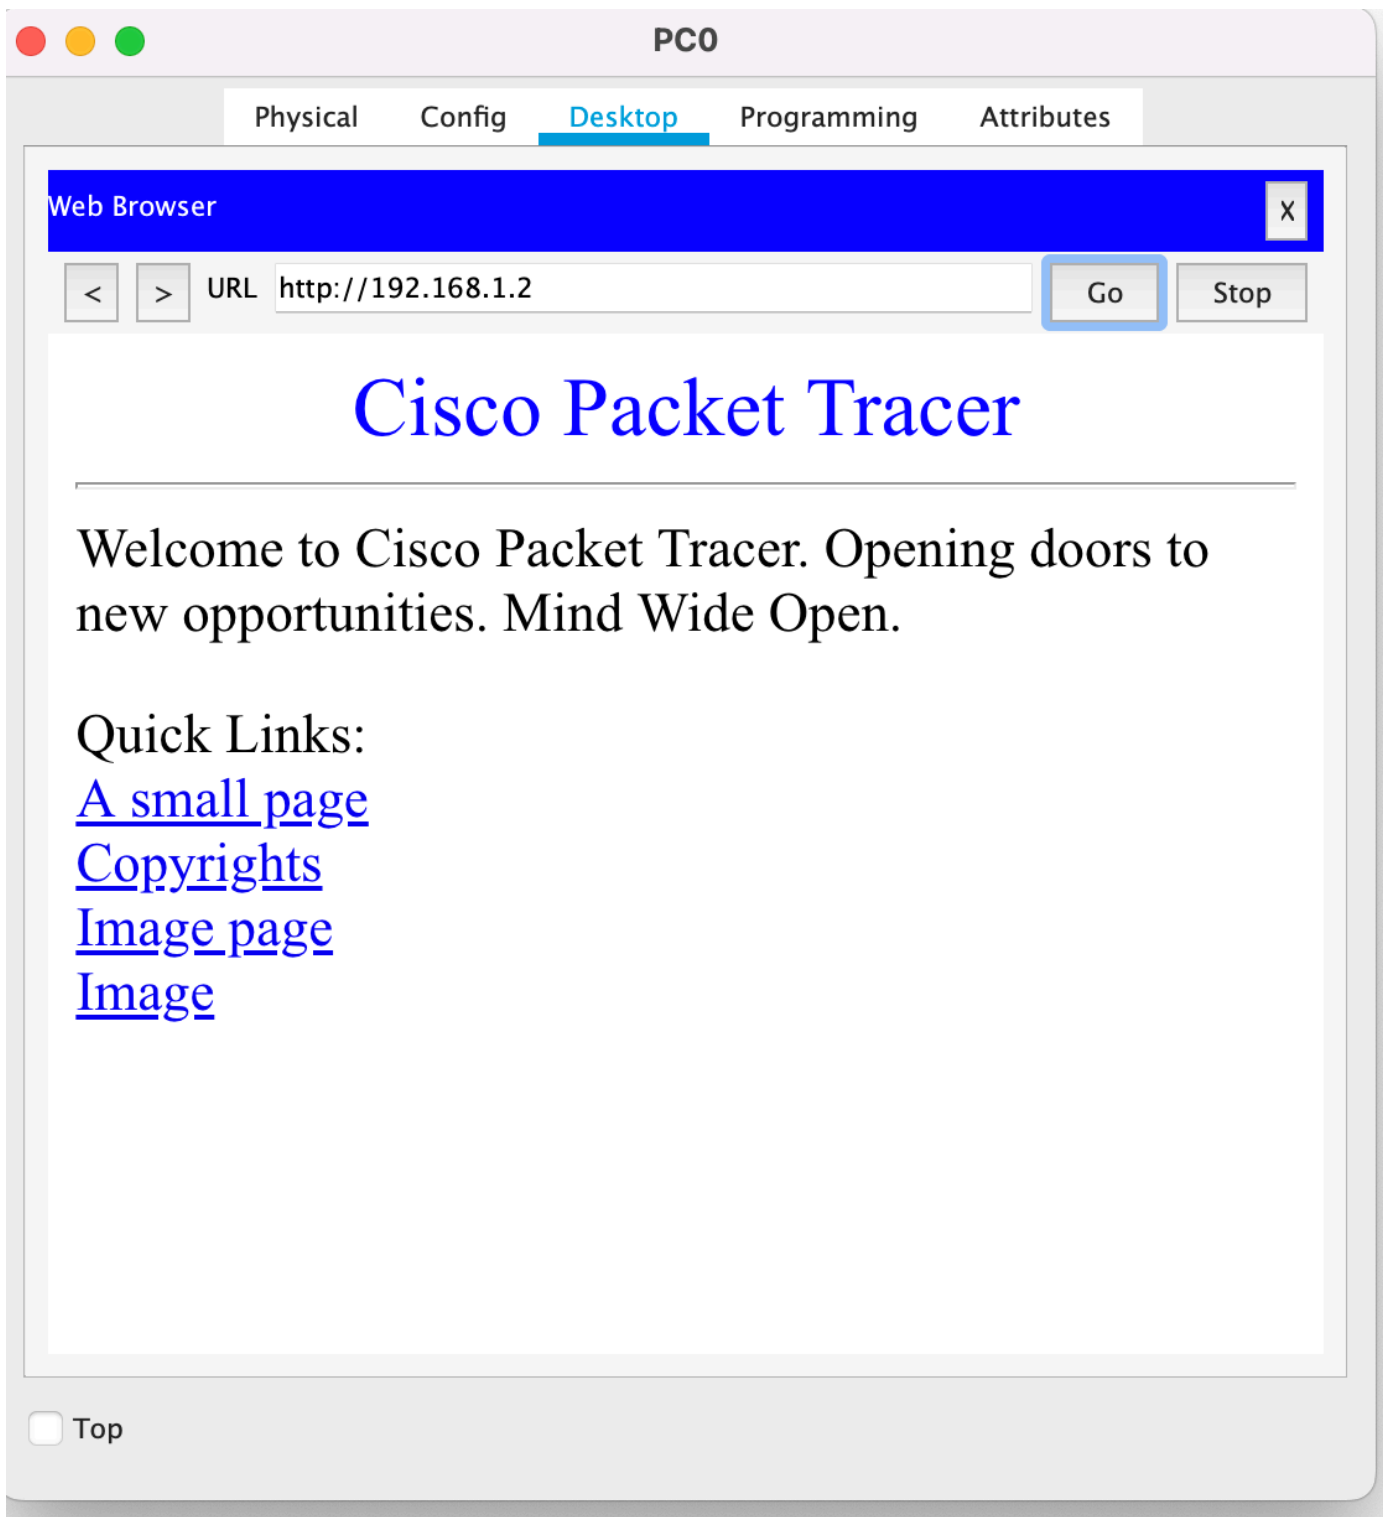 PC0
Physical Config Desktop Programming Attributes
Web Browser X
< > URL http://192.168.1.2 Go Stop
Cisco Packet Tracer
Welcome to Cisco Packet Tracer. Opening doors to
new opportunities. Mind Wide Open.
Quick Links:
A small page
Copyrights
Image page
Image
Top